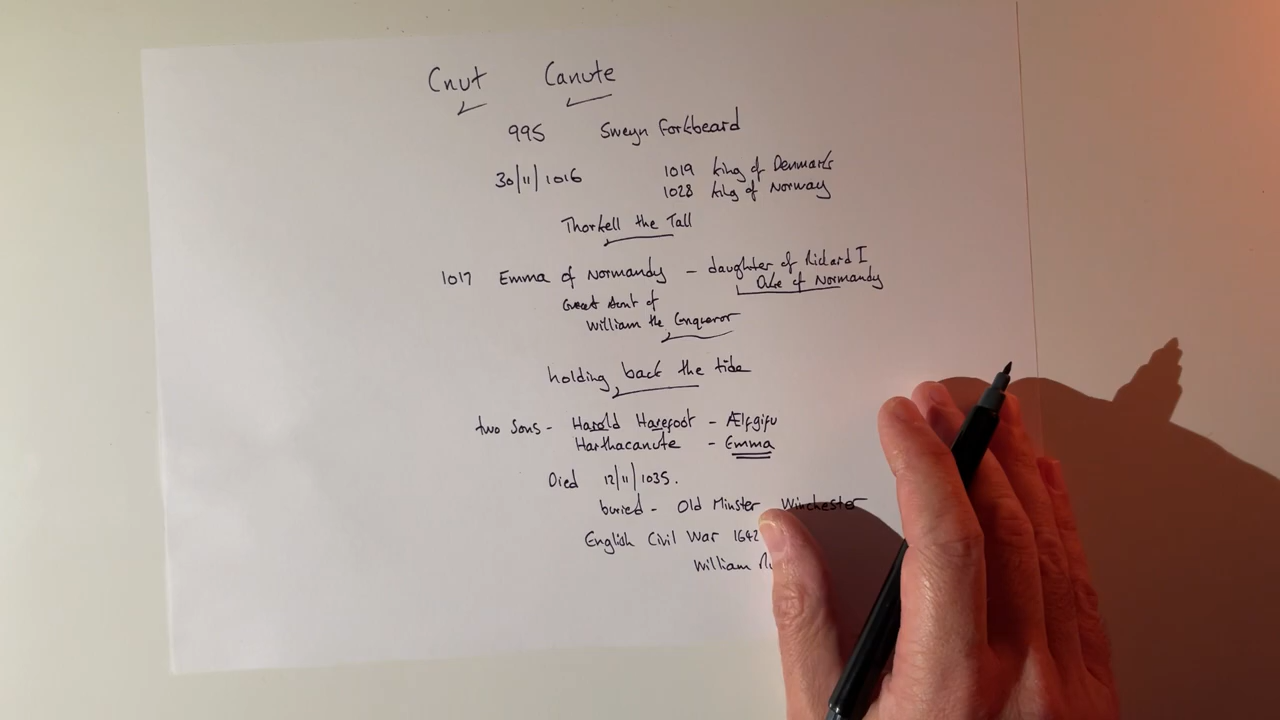 Cnut Canute
995 Sweyn Forkbeard
30/11/1016 1019 King of Denmark
1028 King of Norway
Thorkell the Tall
1017 Emma of Normandy - daughter of Richard I
Duke of Normandy
Great Aunt of
William the Conqueror
holding back the tide
two sons - Harold Harefoot - Ælfgifu
Harthacanute - Emma
Died 12/11/1035.
buried - Old Minster Winchester
English Civil War 1642
William